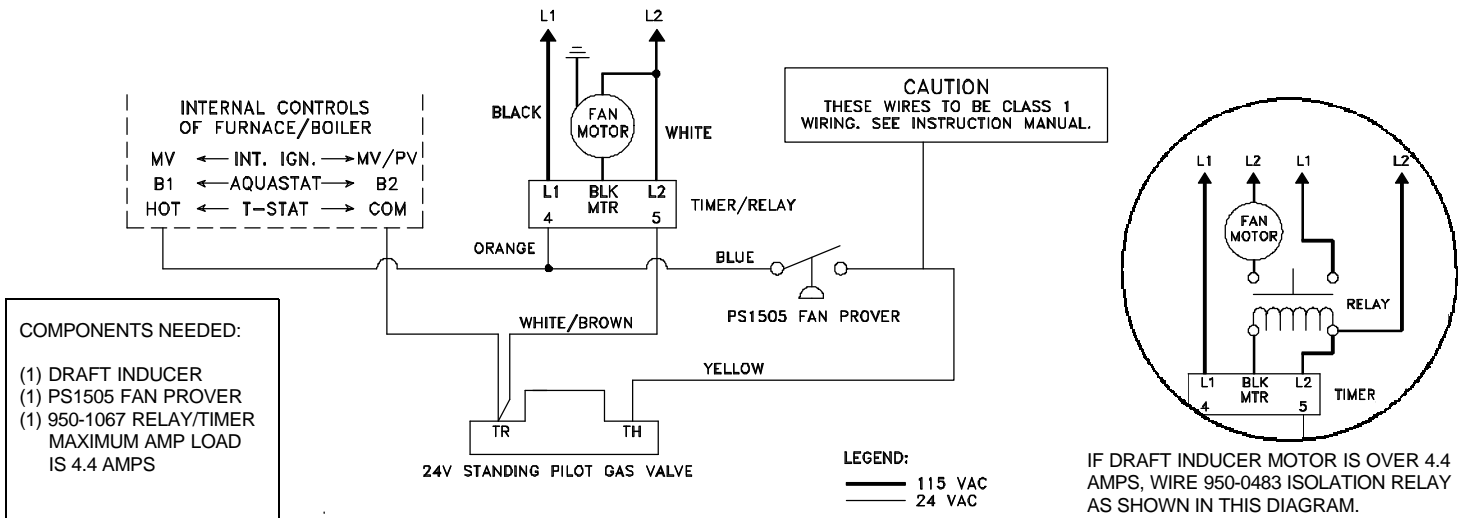 L1 L2
BLACK
FAN
MOTOR
WHITE
L1 BLK L2
MTR
4 5
TIMER/RELAY
INTERNAL CONTROLS
OF FURNACE/BOILER
MV INT. IGN. MV/PV
B1 AQUASTAT B2
HOT T-STAT COM
CAUTION
THESE WIRES TO BE CLASS 1
WIRING. SEE INSTRUCTION MANUAL.
ORANGE
BLUE
PS1505 FAN PROVER
WHITE/BROWN
YELLOW
TR TH
24V STANDING PILOT GAS VALVE
COMPONENTS NEEDED:
(1) DRAFT INDUCER
(1) PS1505 FAN PROVER
(1) 950-1067 RELAY/TIMER
MAXIMUM AMP LOAD
IS 4.4 AMPS
LEGEND:
115 VAC
24 VAC
L1 L2 L1 L2
FAN
MOTOR
RELAY
L1 BLK L2
MTR
4 5
TIMER
IF DRAFT INDUCER MOTOR IS OVER 4.4
AMPS, WIRE 950-0483 ISOLATION RELAY
AS SHOWN IN THIS DIAGRAM.